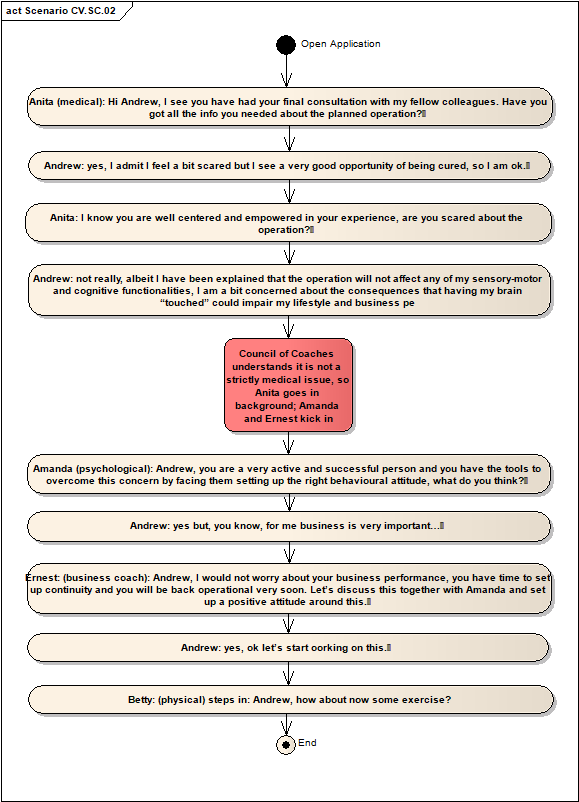 act Scenario CV.SC.02
Open Application
Anita (medical): Hi Andrew, I see you have had your final consultation with my fellow colleagues. Have you
got all the info you needed about the planned operation?
Andrew: yes, I admit I feel a bit scared but I see a very good opportunity of being cured, so I am ok.
Anita: I know you are well centered and empowered in your experience, are you scared about the
operation?
Andrew: not really, albeit I have been explained that the operation will not affect any of my sensory-motor
and cognitive functionalities, I am a bit concerned about the consequences that having my brain
“touched” could impair my lifestyle and business pe
Council of Coaches
understands it is not a
strictly medical issue, so
Anita goes in
background; Amanda
and Ernest kick in
Amanda (psychological): Andrew, you are a very active and successful person and you have the tools to
overcome this concern by facing them setting up the right behavioural attitude, what do you think?
Andrew: yes but, you know, for me business is very important...
Ernest: (business coach): Andrew, I would not worry about your business performance, you have time to set
up continuity and you will be back operational very soon. Let’s discuss this together with Amanda and set
up a positive attitude around this.
Andrew: yes, ok let’s start oorking on this.
Betty: (physical) steps in: Andrew, how about now some exercise?
End